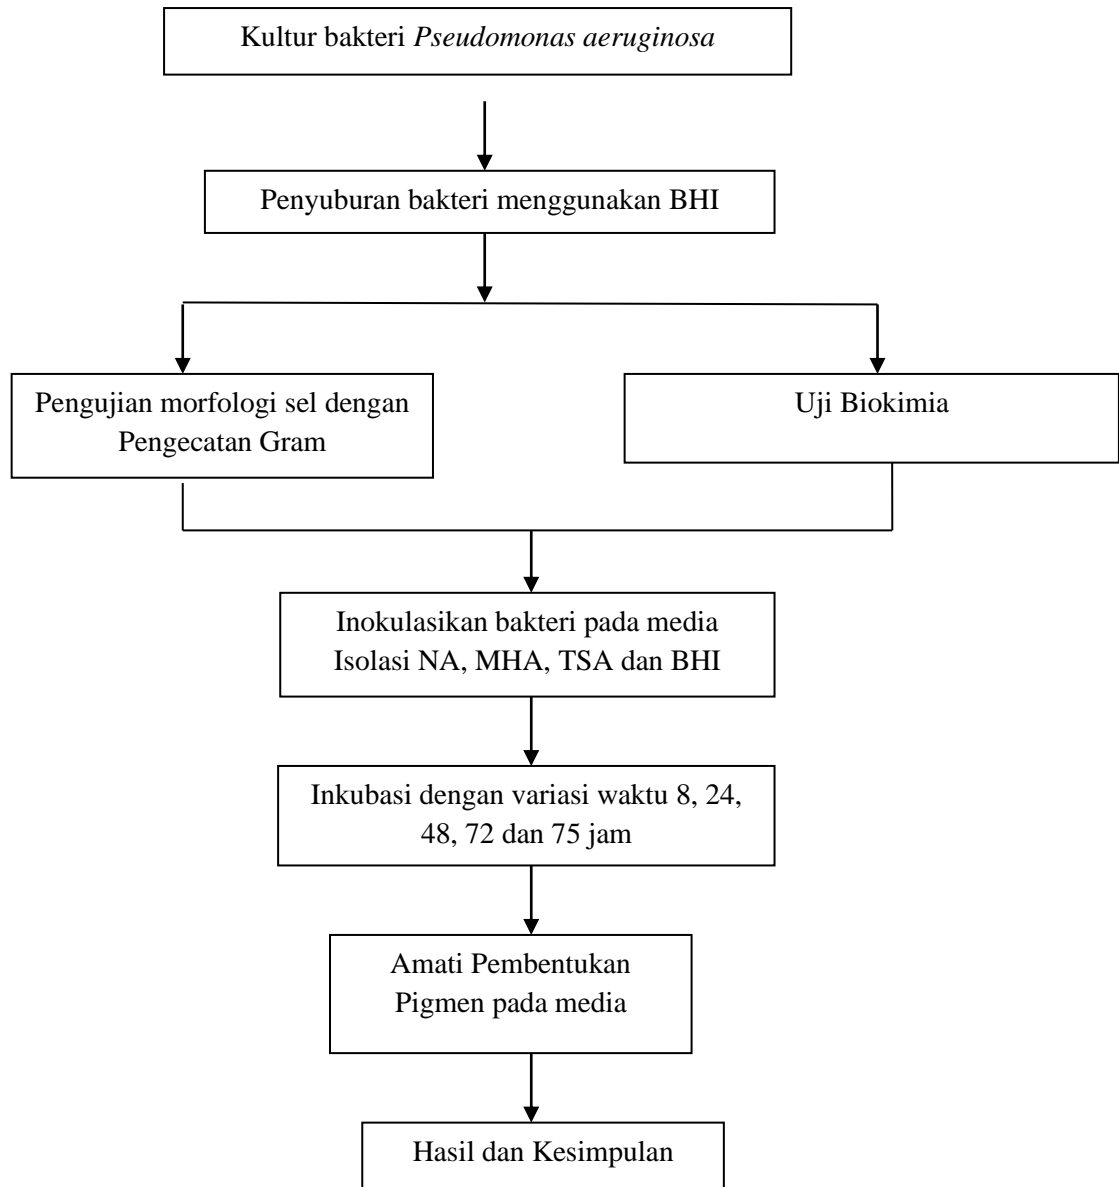 Kultur bakteri Pseudomonas aeruginosa
Penyuburan bakteri menggunakan BHI
Pengujian morfologi sel dengan
Pengecatan Gram
Uji Biokimia
Inokulasikan bakteri pada media
Isolasi NA, MHA, TSA dan BHI
Inkubasi dengan variasi waktu 8, 24,
48, 72 dan 75 jam
Amati Pembentukan
Pigmen pada media
Hasil dan Kesimpulan